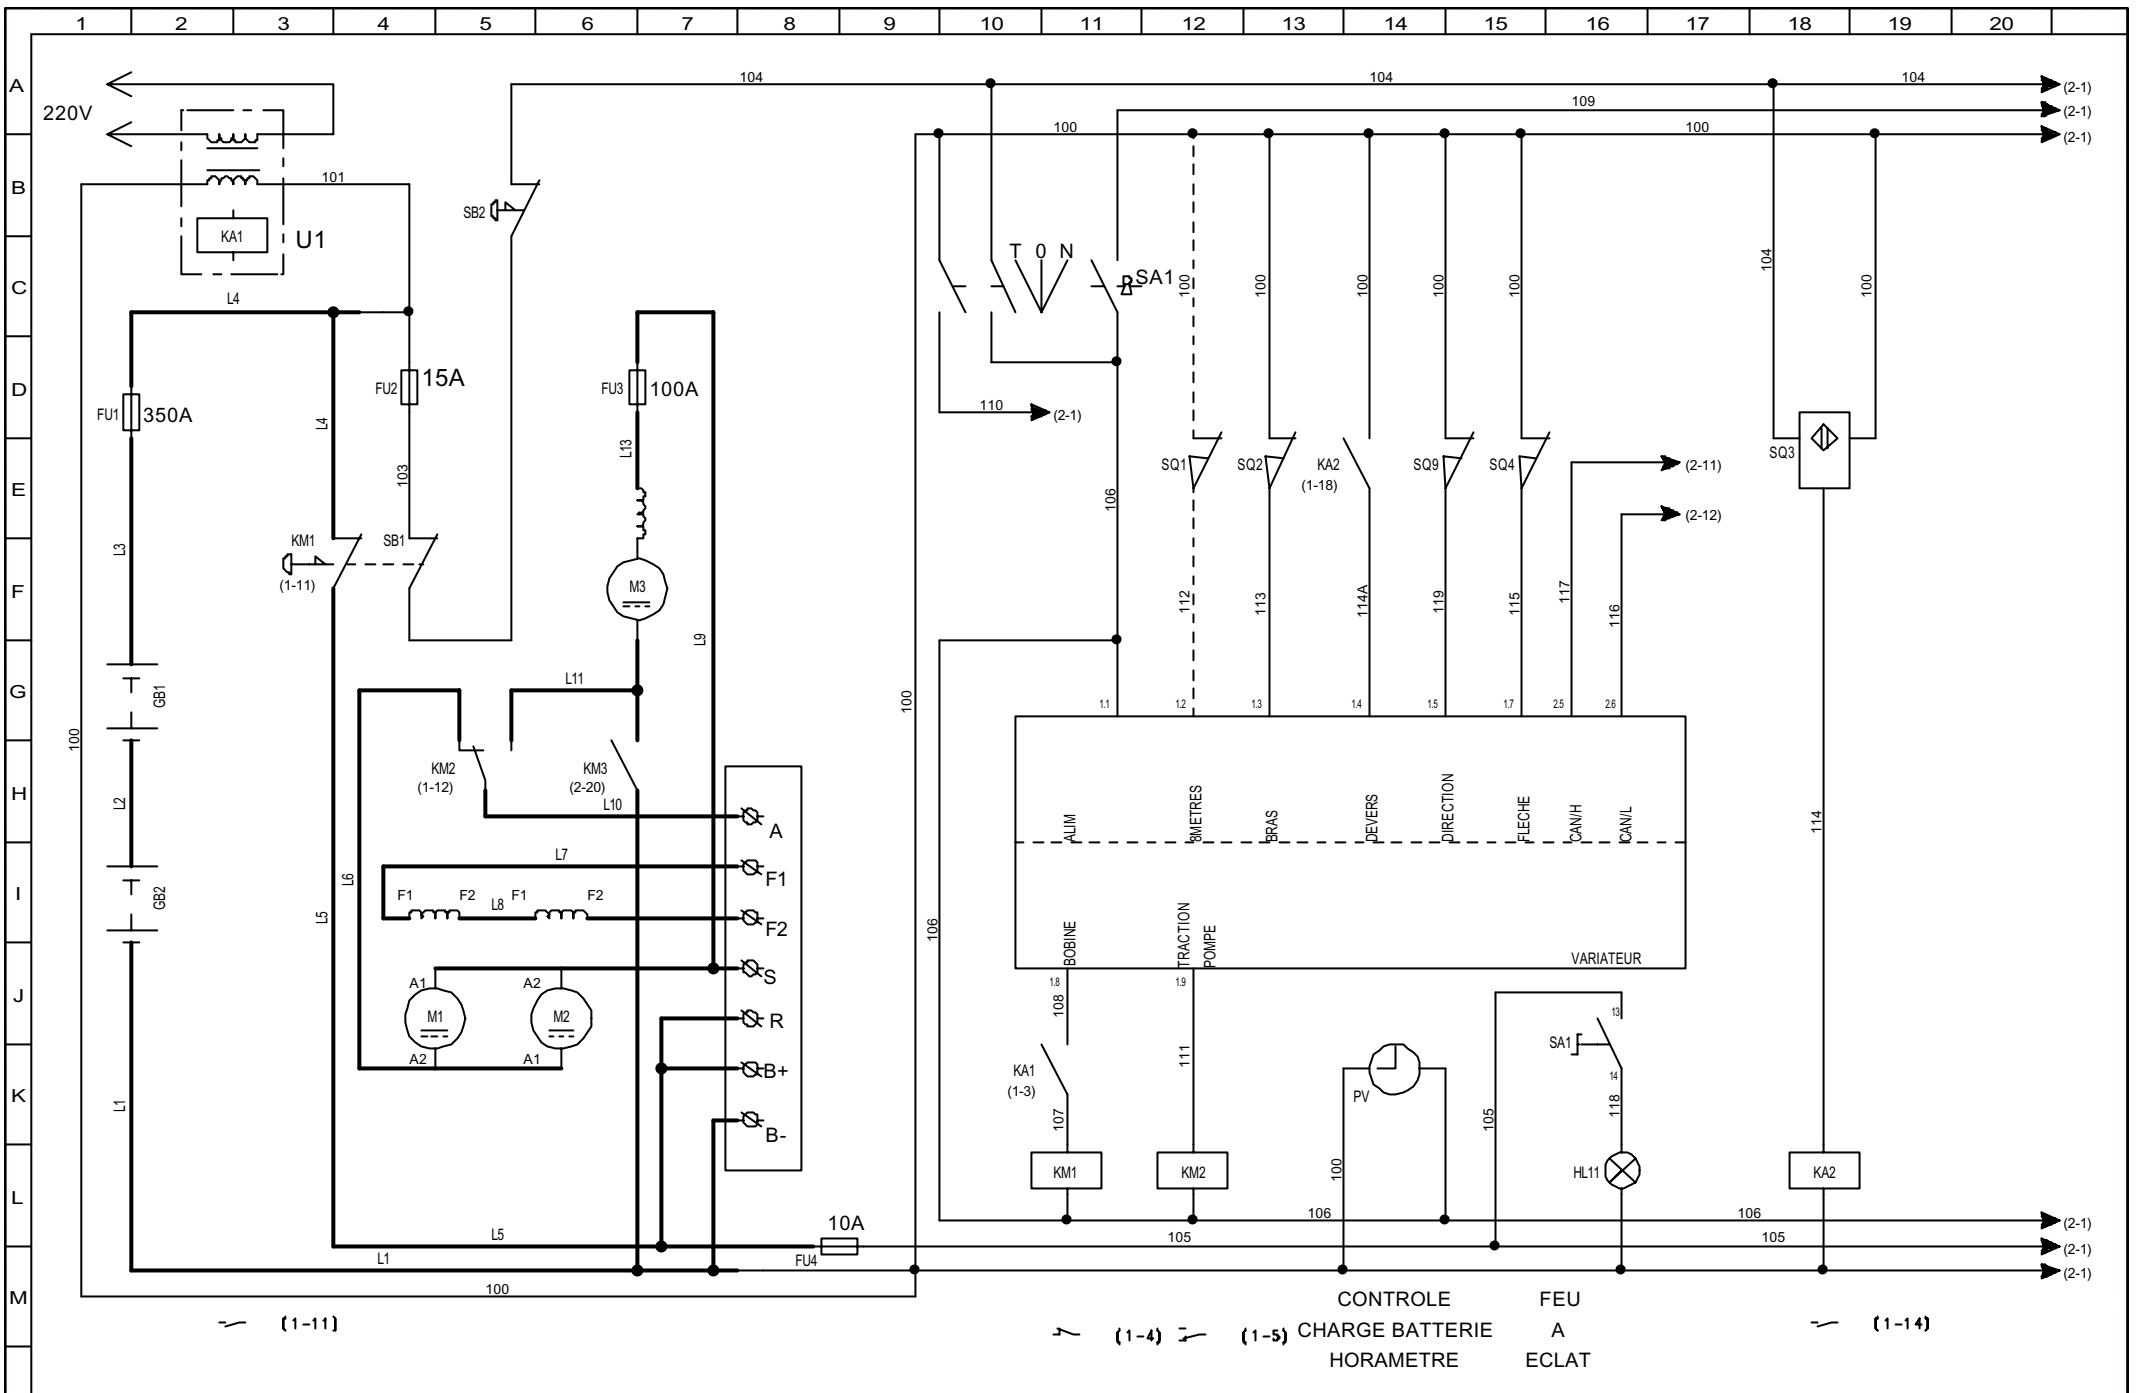 1 2 3 4 5 6 7 8 9 10 11 12 13 14 15 16 17 18 19 20
A
104 104 104 (2-1)
220V
109 (2-1)
100 100 (2-1)
B
101
SB2
KA1 U1
T 0 N
SA1
C
L4
100 100 100 100 100 104 100
D
FU1 350A
FU2 15A
FU3 100A
110 (2-1)
L4
L13
103
SQ1 SQ2 KA2 (1-18) SQ9 SQ4 (2-11) SQ3
E
106
(2-12)
L3
KM1
(1-11)
SB1
F
M3
112 113 114A 119 115 117 116
L9
G
GB1
L11
100
100
1.1 1.2 1.3 1.4 1.5 1.7 2.5 2.6
H
L2
KM2
(1-12)
KM3
(2-20)
L10
A
ALIM 8METRES BRAS DEVERS DIRECTION FLECHE CAN/H CAN/L
114
I
GB2
L6
L5
L7
F1
F1 F2 L8 F1 F2
F2
106
BOBINE TRACTION POMPE VARIATEUR
J
S
A1 A2
M1 M2
A2 A1
R
1.8 1.9
108
13
SA1
14
K
L1
B+
B-
KA1
(1-3)
107
111
PV
105
118
100
KM1 KM2 HL11 KA2
L
10A
106 106 (2-1)
L5
FU4
105 105 (2-1)
L1
(2-1)
M
100
(1-11)
(1-4)
(1-5)
(1-14)
CONTROLE
CHARGE BATTERIE
HORAMETRE
FEU
A
ECLAT